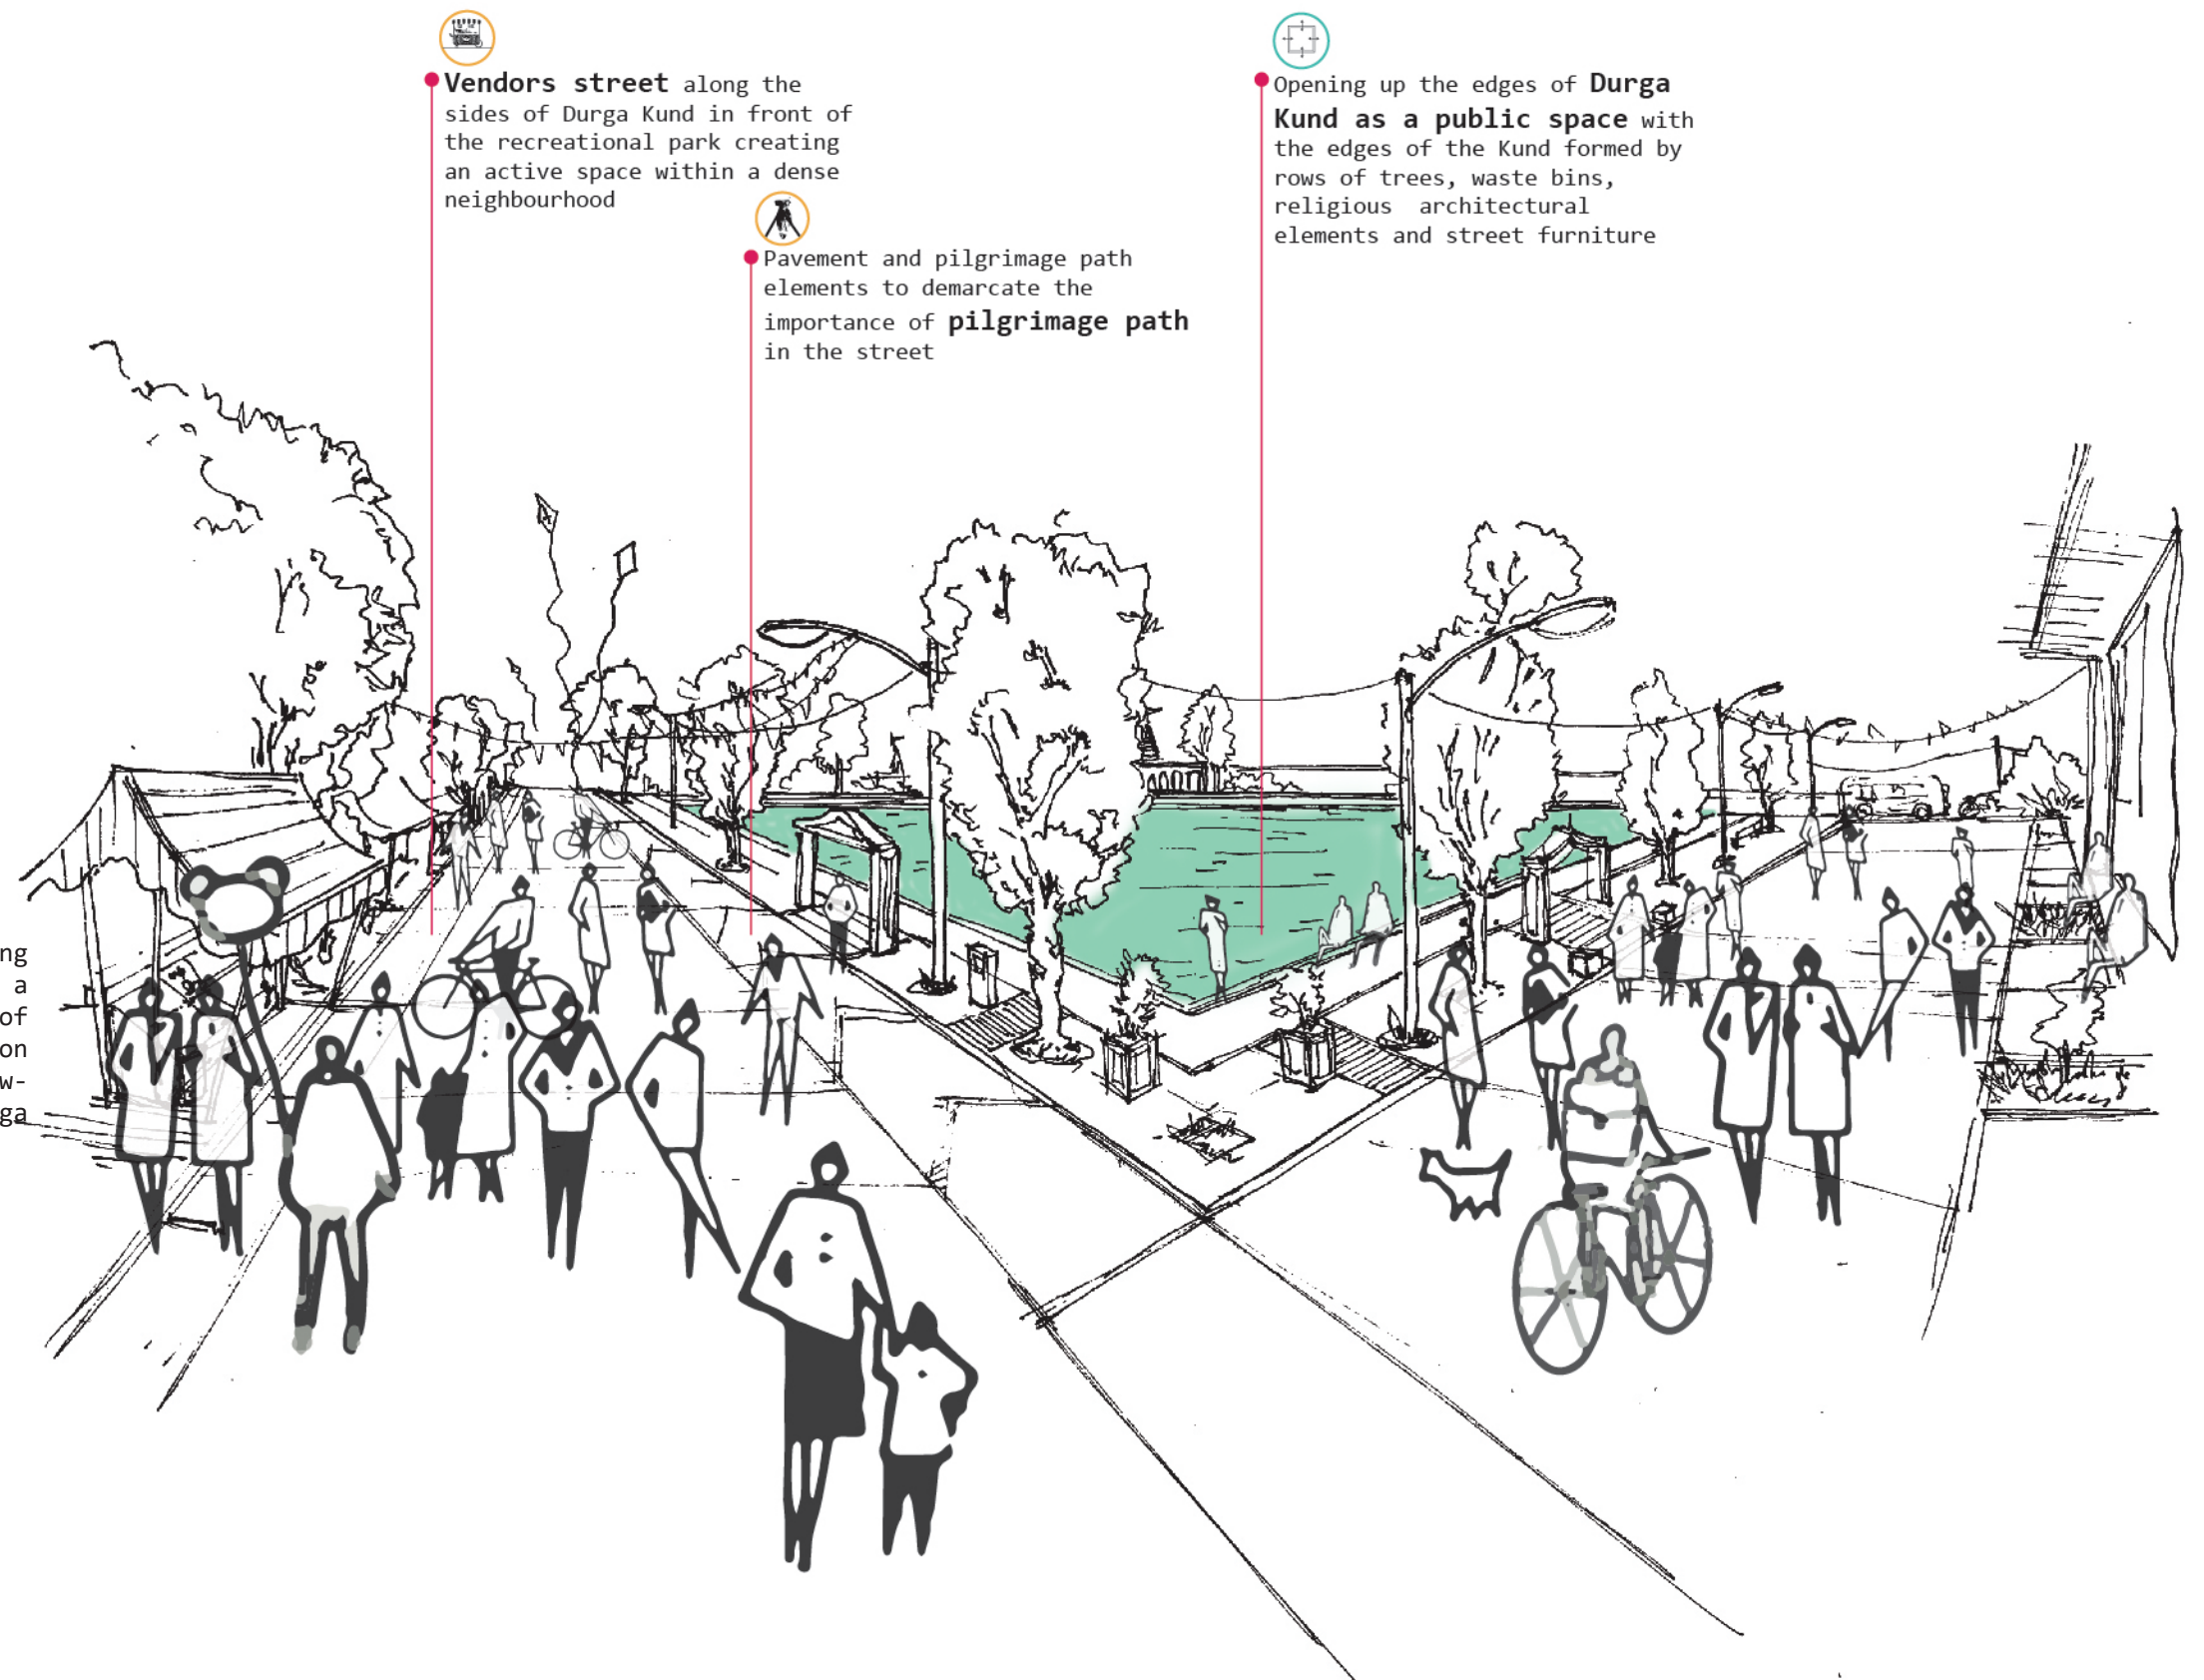 Vendors street along the
sides of Durga Kund in front of
the recreational park creating
an active space within a dense
neighbourhood
Pavement and pilgrimage path
elements to demarcate the
importance of pilgrimage path
in the street
Opening up the edges of Durga
Kund as a public space with
the edges of the Kund formed by
rows of trees, waste bins,
religious architectural
elements and street furniture
ng
a
of
on
w-
ga